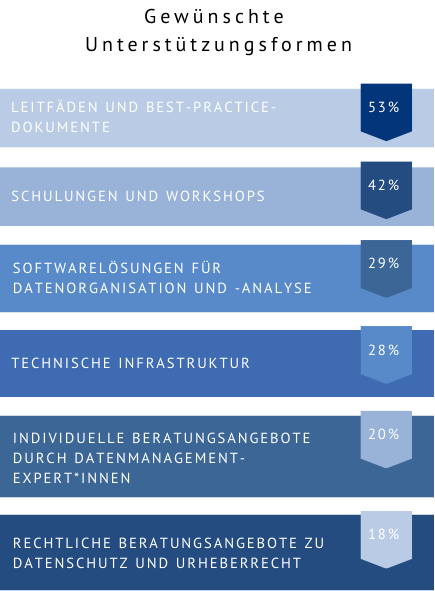 Gewünschte
Unterstützungsformen
LEITFÄDEN UND BEST-PRACTICE-
DOKUMENTE
53%
SCHULUNGEN UND WORKSHOPS
42%
SOFTWARELÖSUNGEN FÜR
DATENORGANISATION UND -ANALYSE
29%
TECHNISCHE INFRASTRUKTUR
28%
INDIVIDUELLE BERATUNGSANGEBOTE
DURCH DATENMANAGEMENT-
EXPERT*INNEN
20%
RECHTLICHE BERATUNGSANGEBOTE ZU
DATENSCHUTZ UND URHEBERRECHT
18%